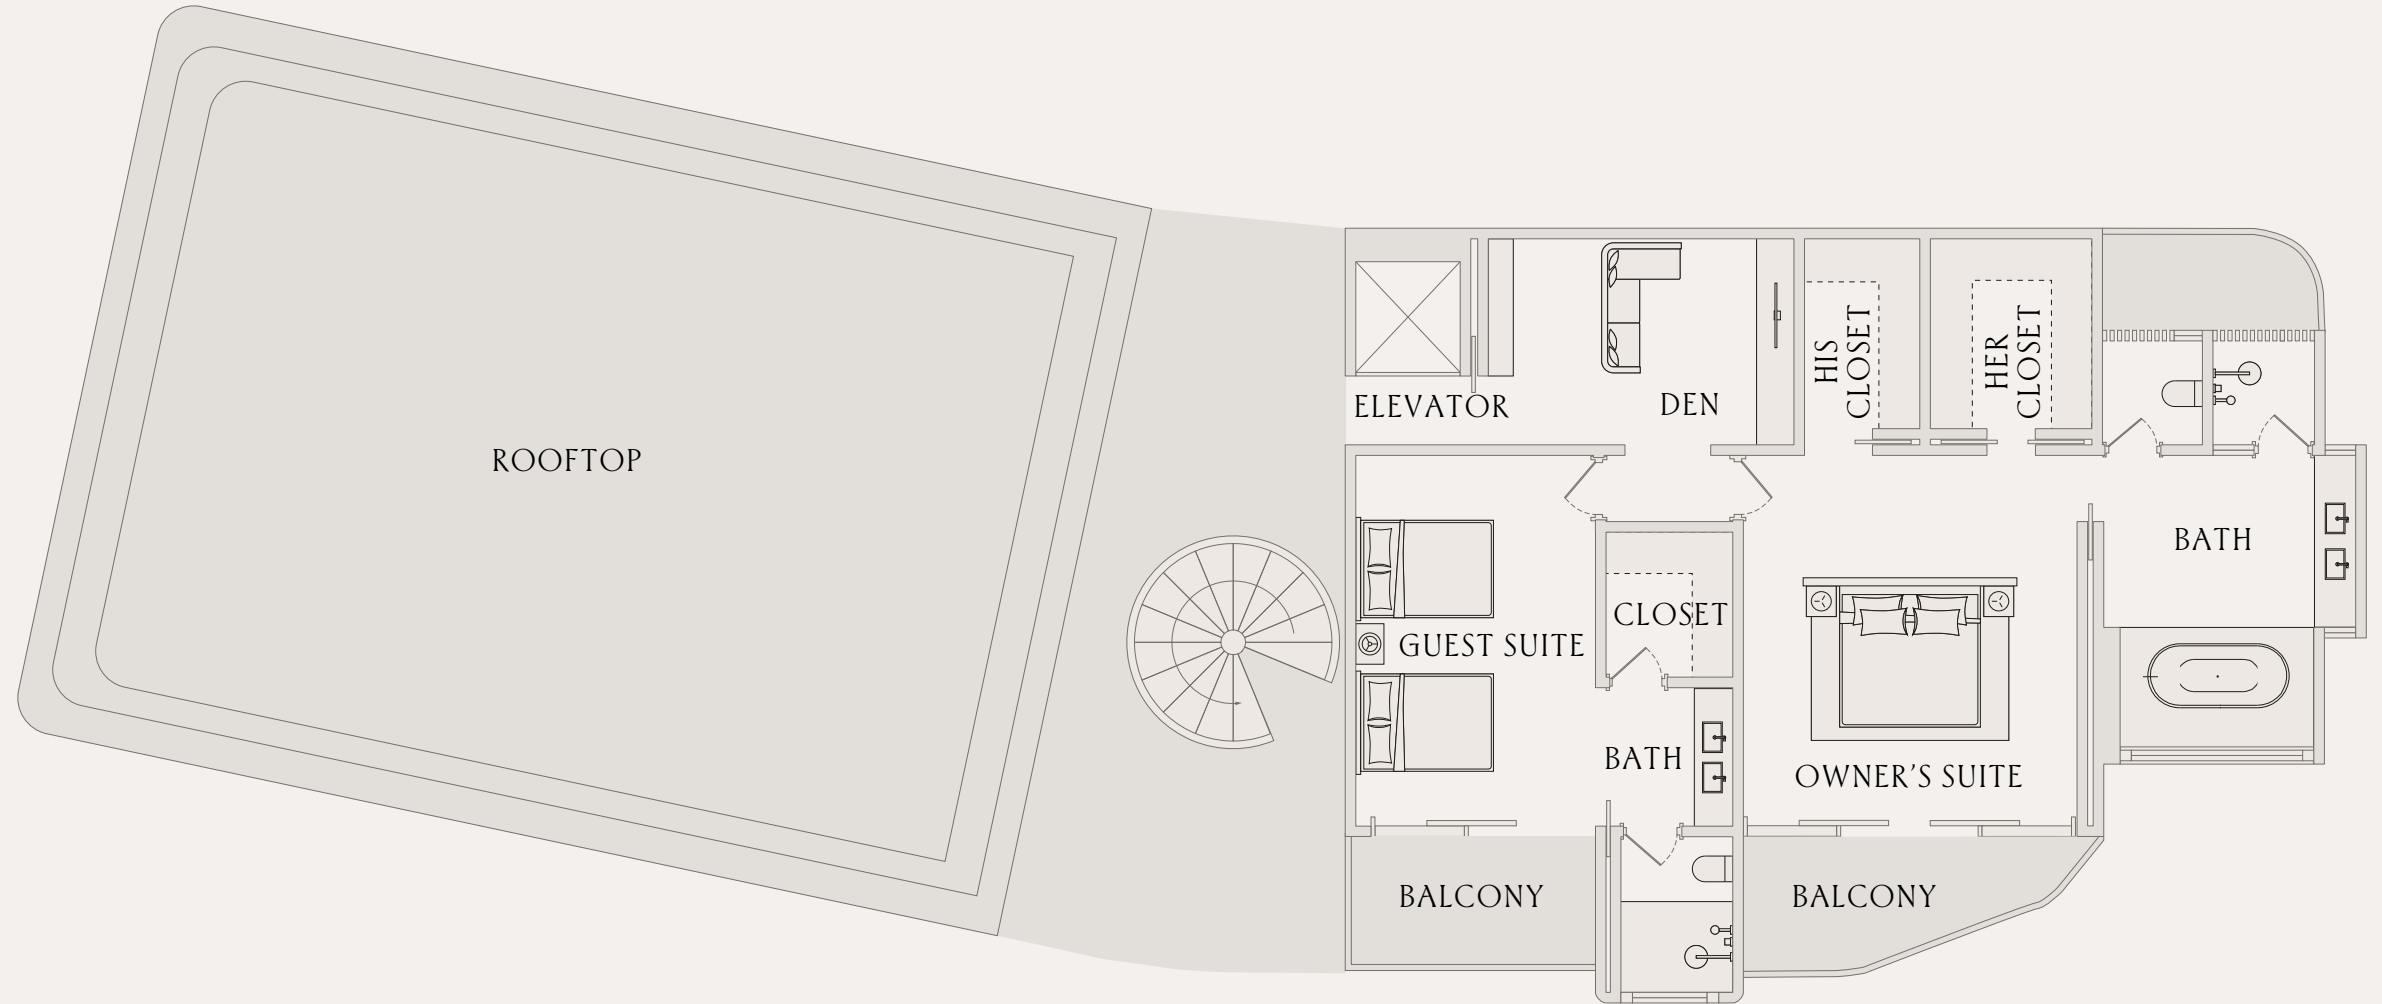 ROOFTOP
ELEVATOR
DEN
HIS
CLOSET
HER
CLOSET
BATH
CLOSET
GUEST SUITE
BATH
OWNER’S SUITE
BALCONY
BALCONY